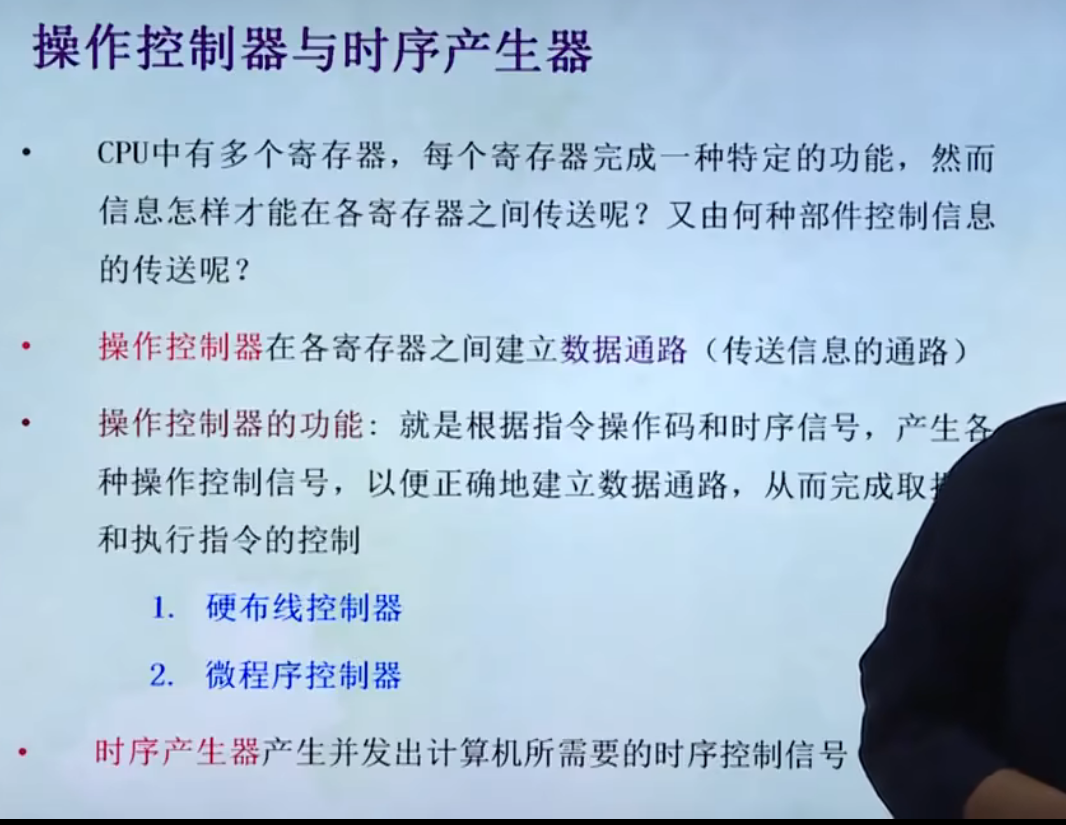 操作控制器与时序产生器
• CPU中有多个寄存器，每个寄存器完成一种特定的功能，然而
信息怎样才能在各寄存器之间传送呢？又由何种部件控制信息
的传送呢？
• 操作控制器在各寄存器之间建立数据通路（传送信息的通路）
• 操作控制器的功能：就是根据指令操作码和时序信号，产生各
种操作控制信号，以便正确地建立数据通路，从而完成取
和执行指令的控制
1. 硬布线控制器
2. 微程序控制器
• 时序产生器产生并发出计算机所需要的时序控制信号